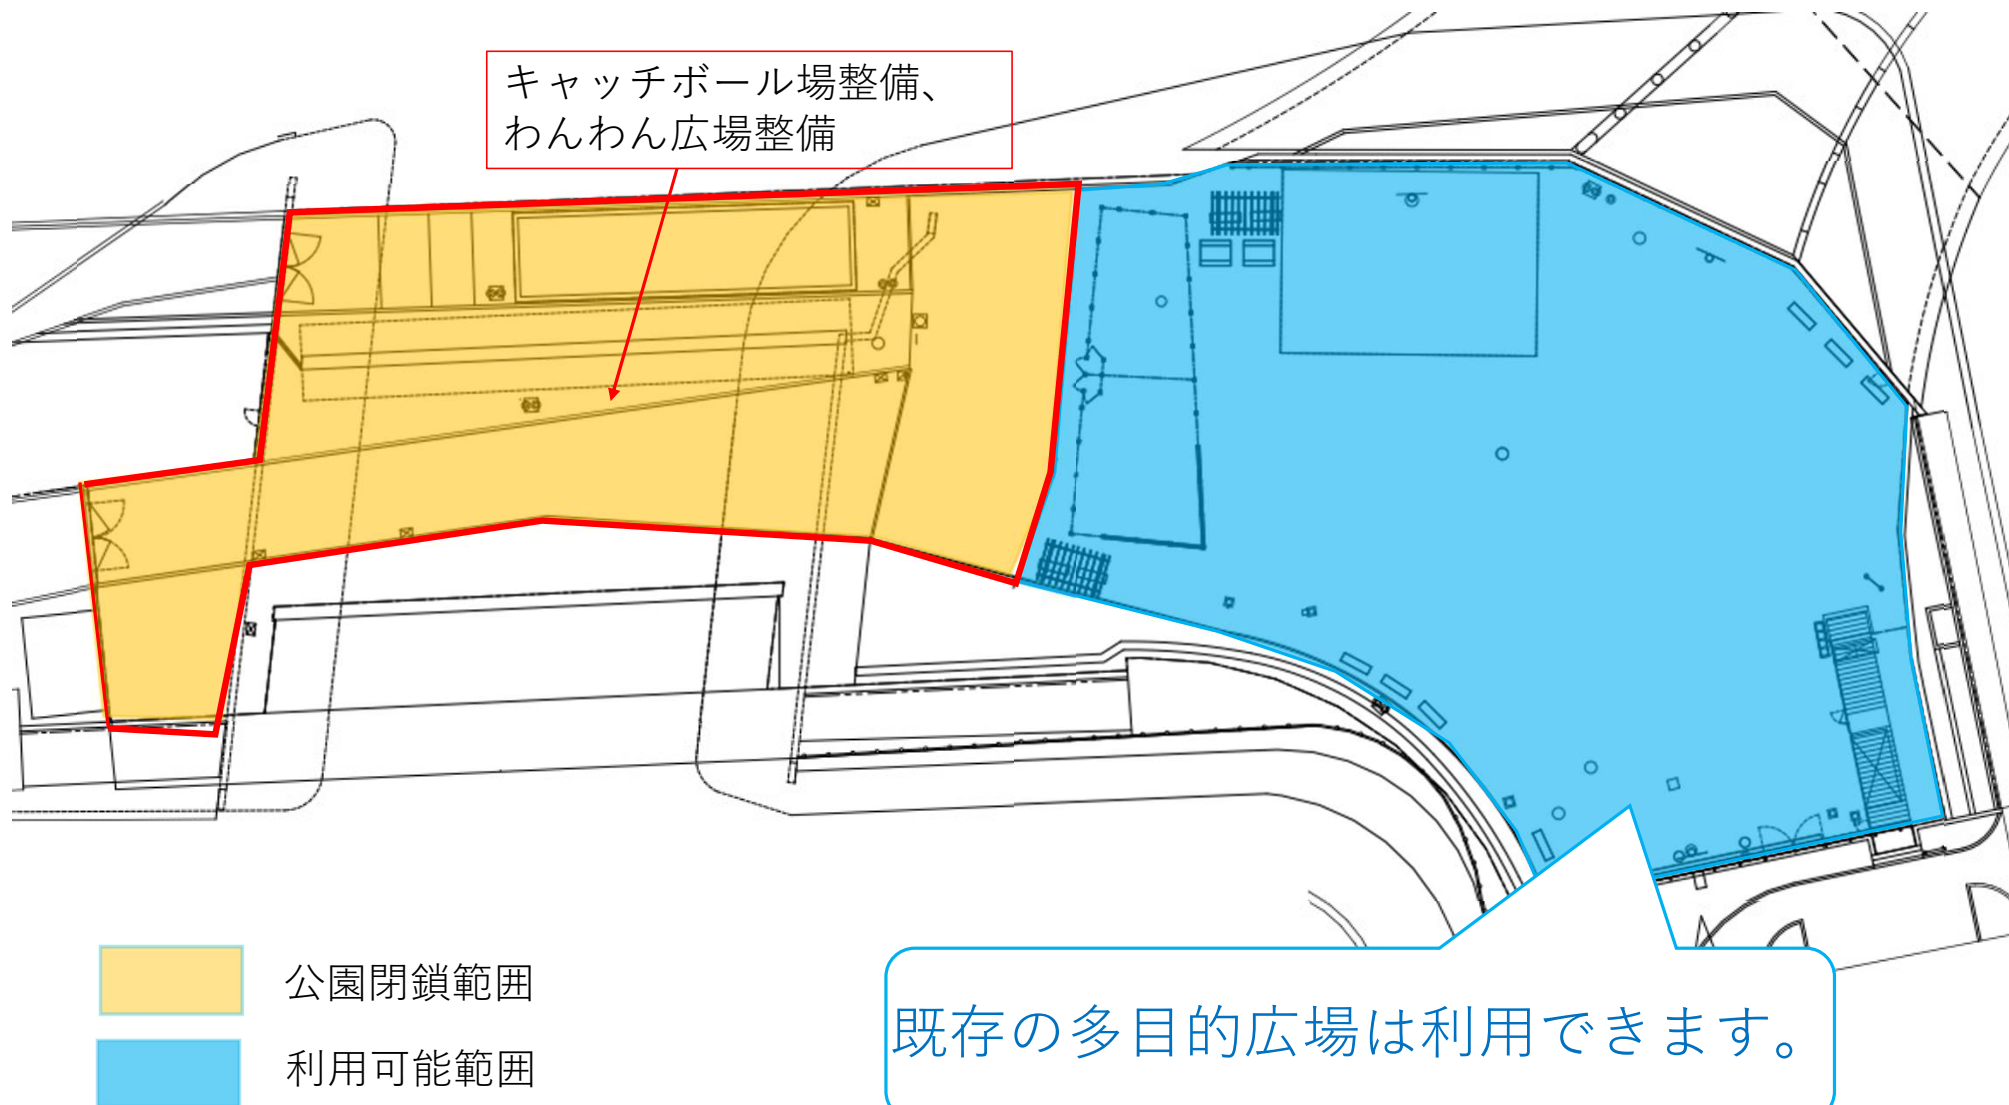 キャッチボール場整備、
わんわん広場整備
公園閉鎖範囲
利用可能範囲
既存の多目的広場は利用できます。